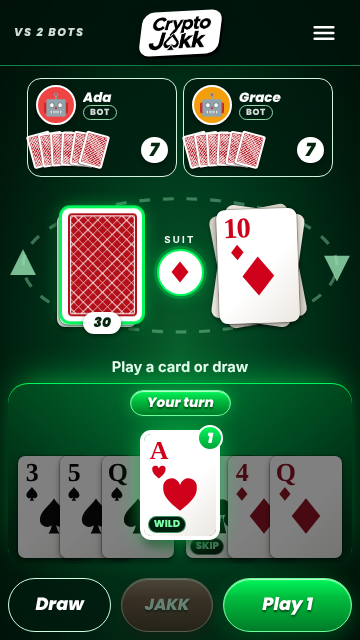 VS 2 BOTS
Crypto
Jokk
Ada
BOT
7
Grace
BOT
7
30
SUIT
10
Play a card or draw
Your turn
3
5
Q
A
1
WILD
SKIP
4
Q
Draw
JAKK
Play 1